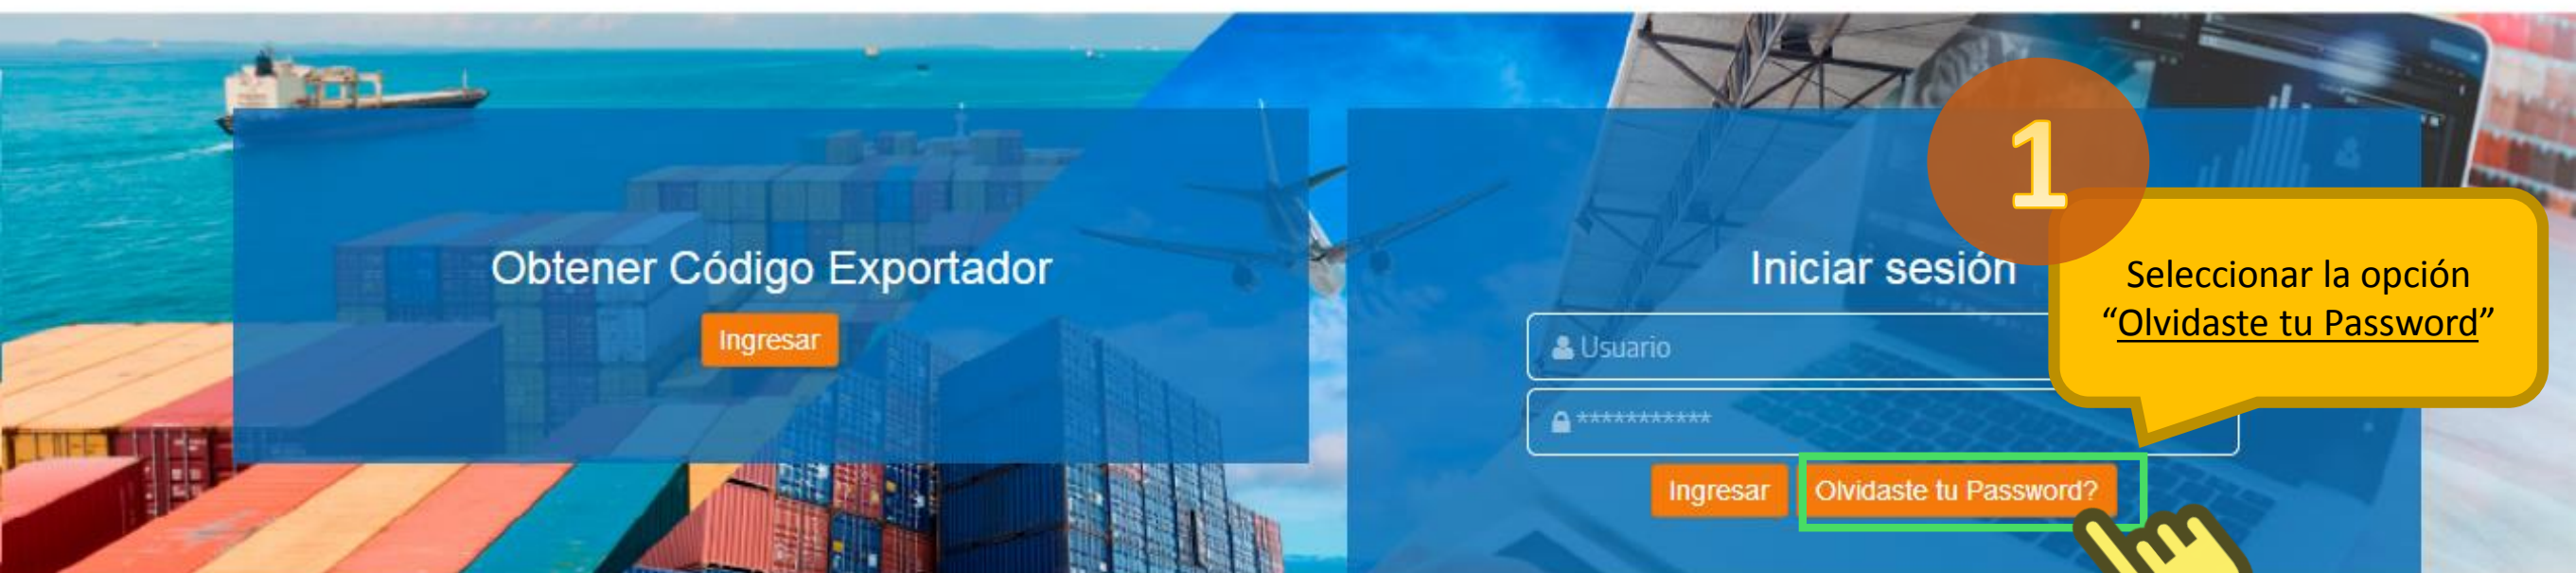 Obtener Código Exportador
Ingresar
Iniciar sesión
Usuario
***********
Ingresar
Olvidaste tu Password?
1
Seleccionar la opción
“Olvidaste tu Password”